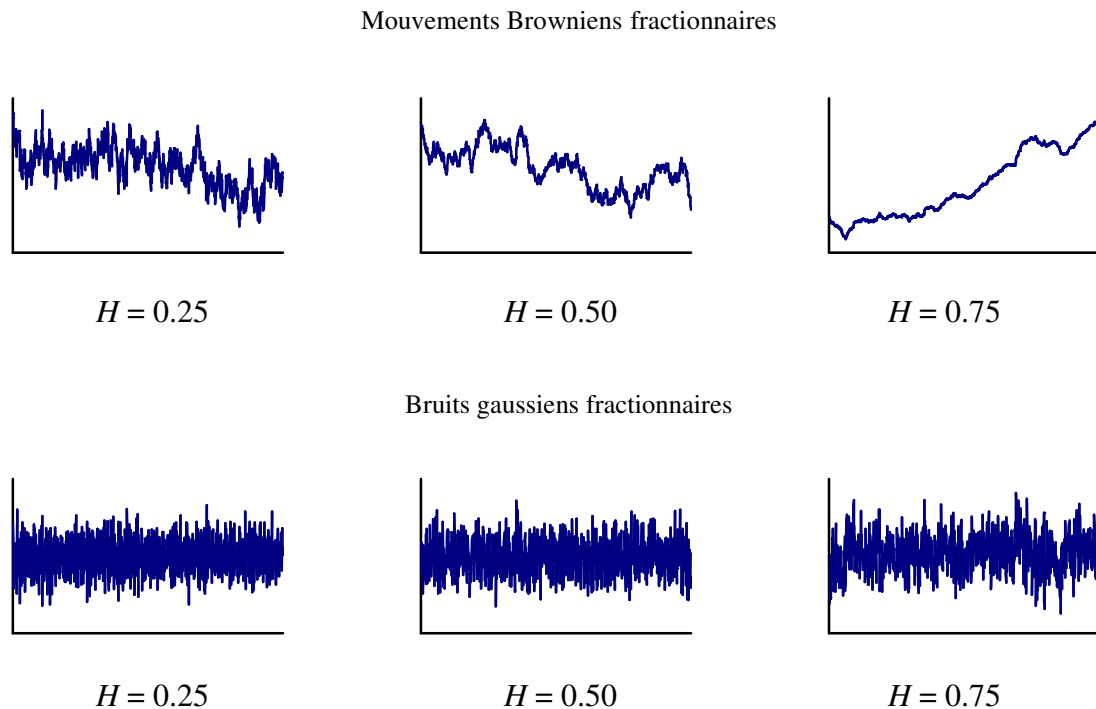 Mouvements Browniens fractionnaires
H = 0.25
H = 0.50
H = 0.75
Bruits gaussiens fractionnaires
H = 0.25
H = 0.50
H = 0.75